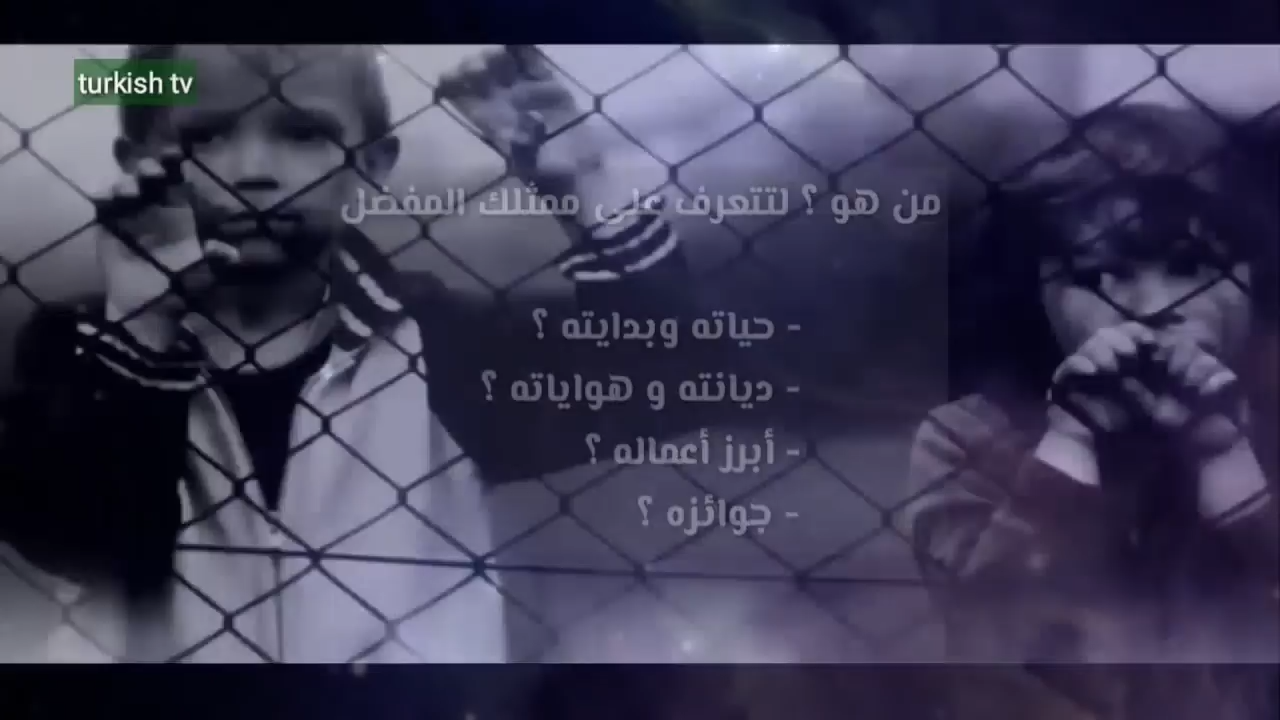 turkish tv
من هو ؟ لتتعرف على ممثلك المفضل
- حياته وبدايته ؟
- ديانته و هواياته ؟
- أبرز أعماله ؟
- جوائزه ؟